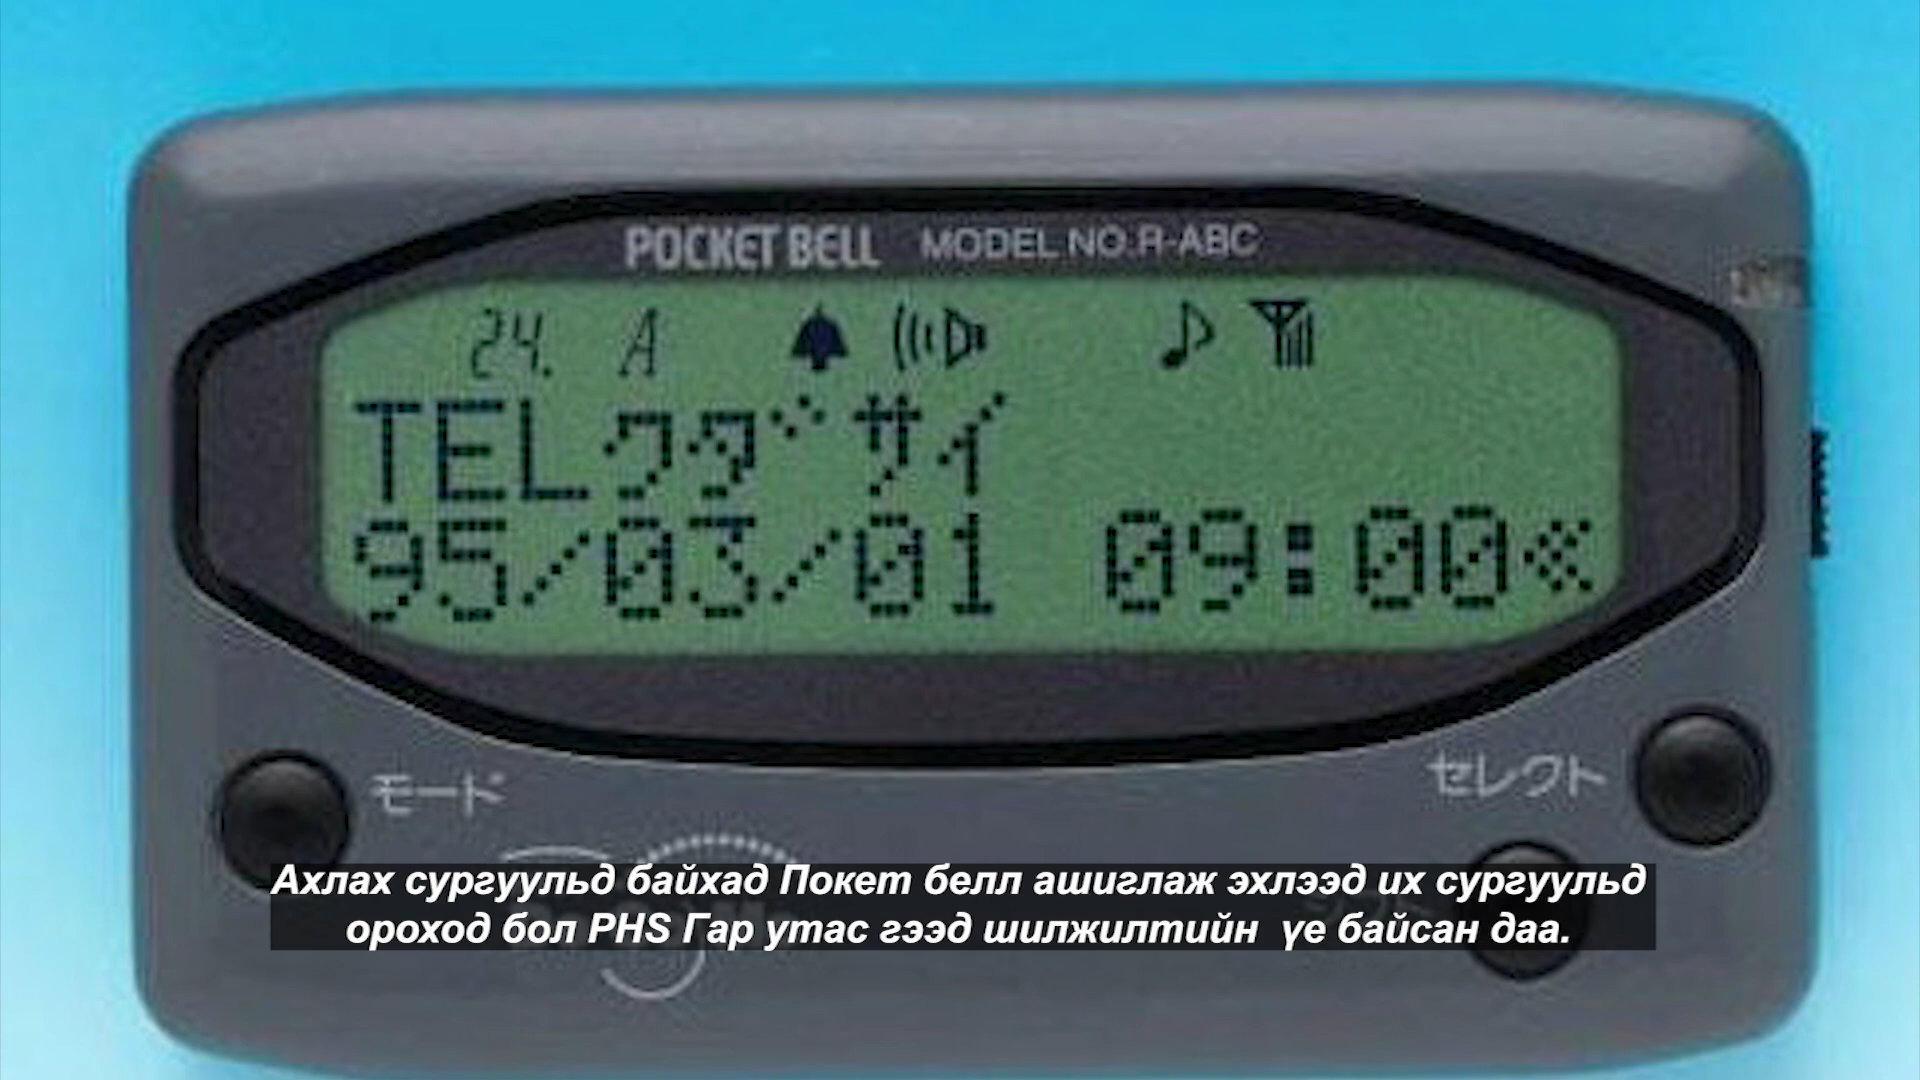 POCKET BELL MODEL NO.R-ABC
24. A
TELクダサイ
95/03/01 09:00
モード
セレクト
Ахлах сургуульд байхад Покет белл ашиглаж эхлээд их сургуульд
ороход бол PHS Гар утас гээд шилжилтийн үе байсан даа.